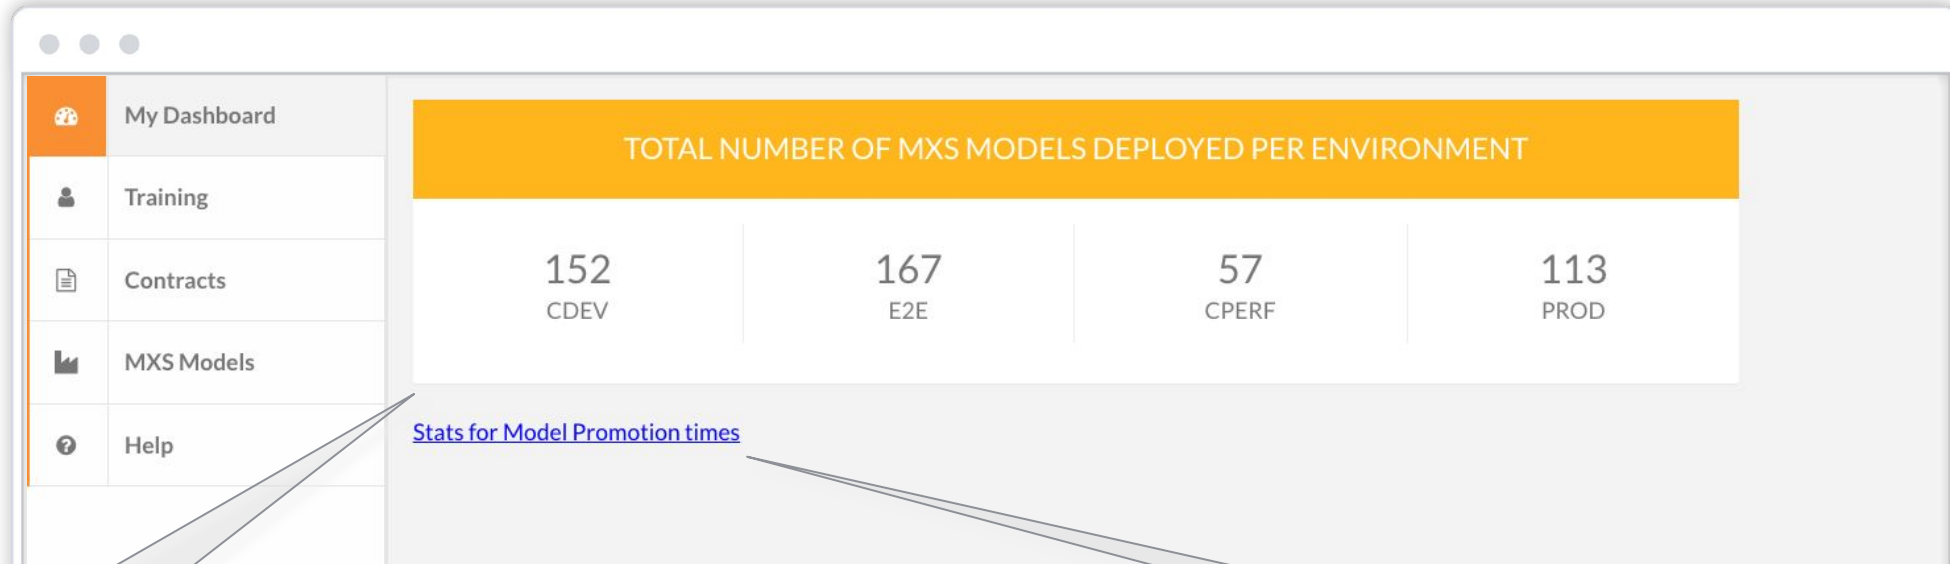 My Dashboard
Training
Contracts
MXS Models
Help
TOTAL NUMBER OF MXS MODELS DEPLOYED PER ENVIRONMENT
152
CDEV
167
E2E
57
CPERF
113
PROD
Stats for Model Promotion times